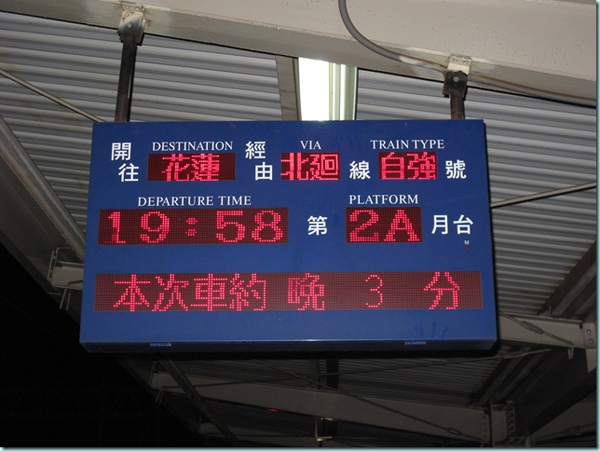 開往 DESTINATION 花蓮 經由 VIA 北迴 線 TRAIN TYPE 自強 號
DEPARTURE TIME 19:58 第 PLATFORM 2A 月台
本次車約 晚 3 分